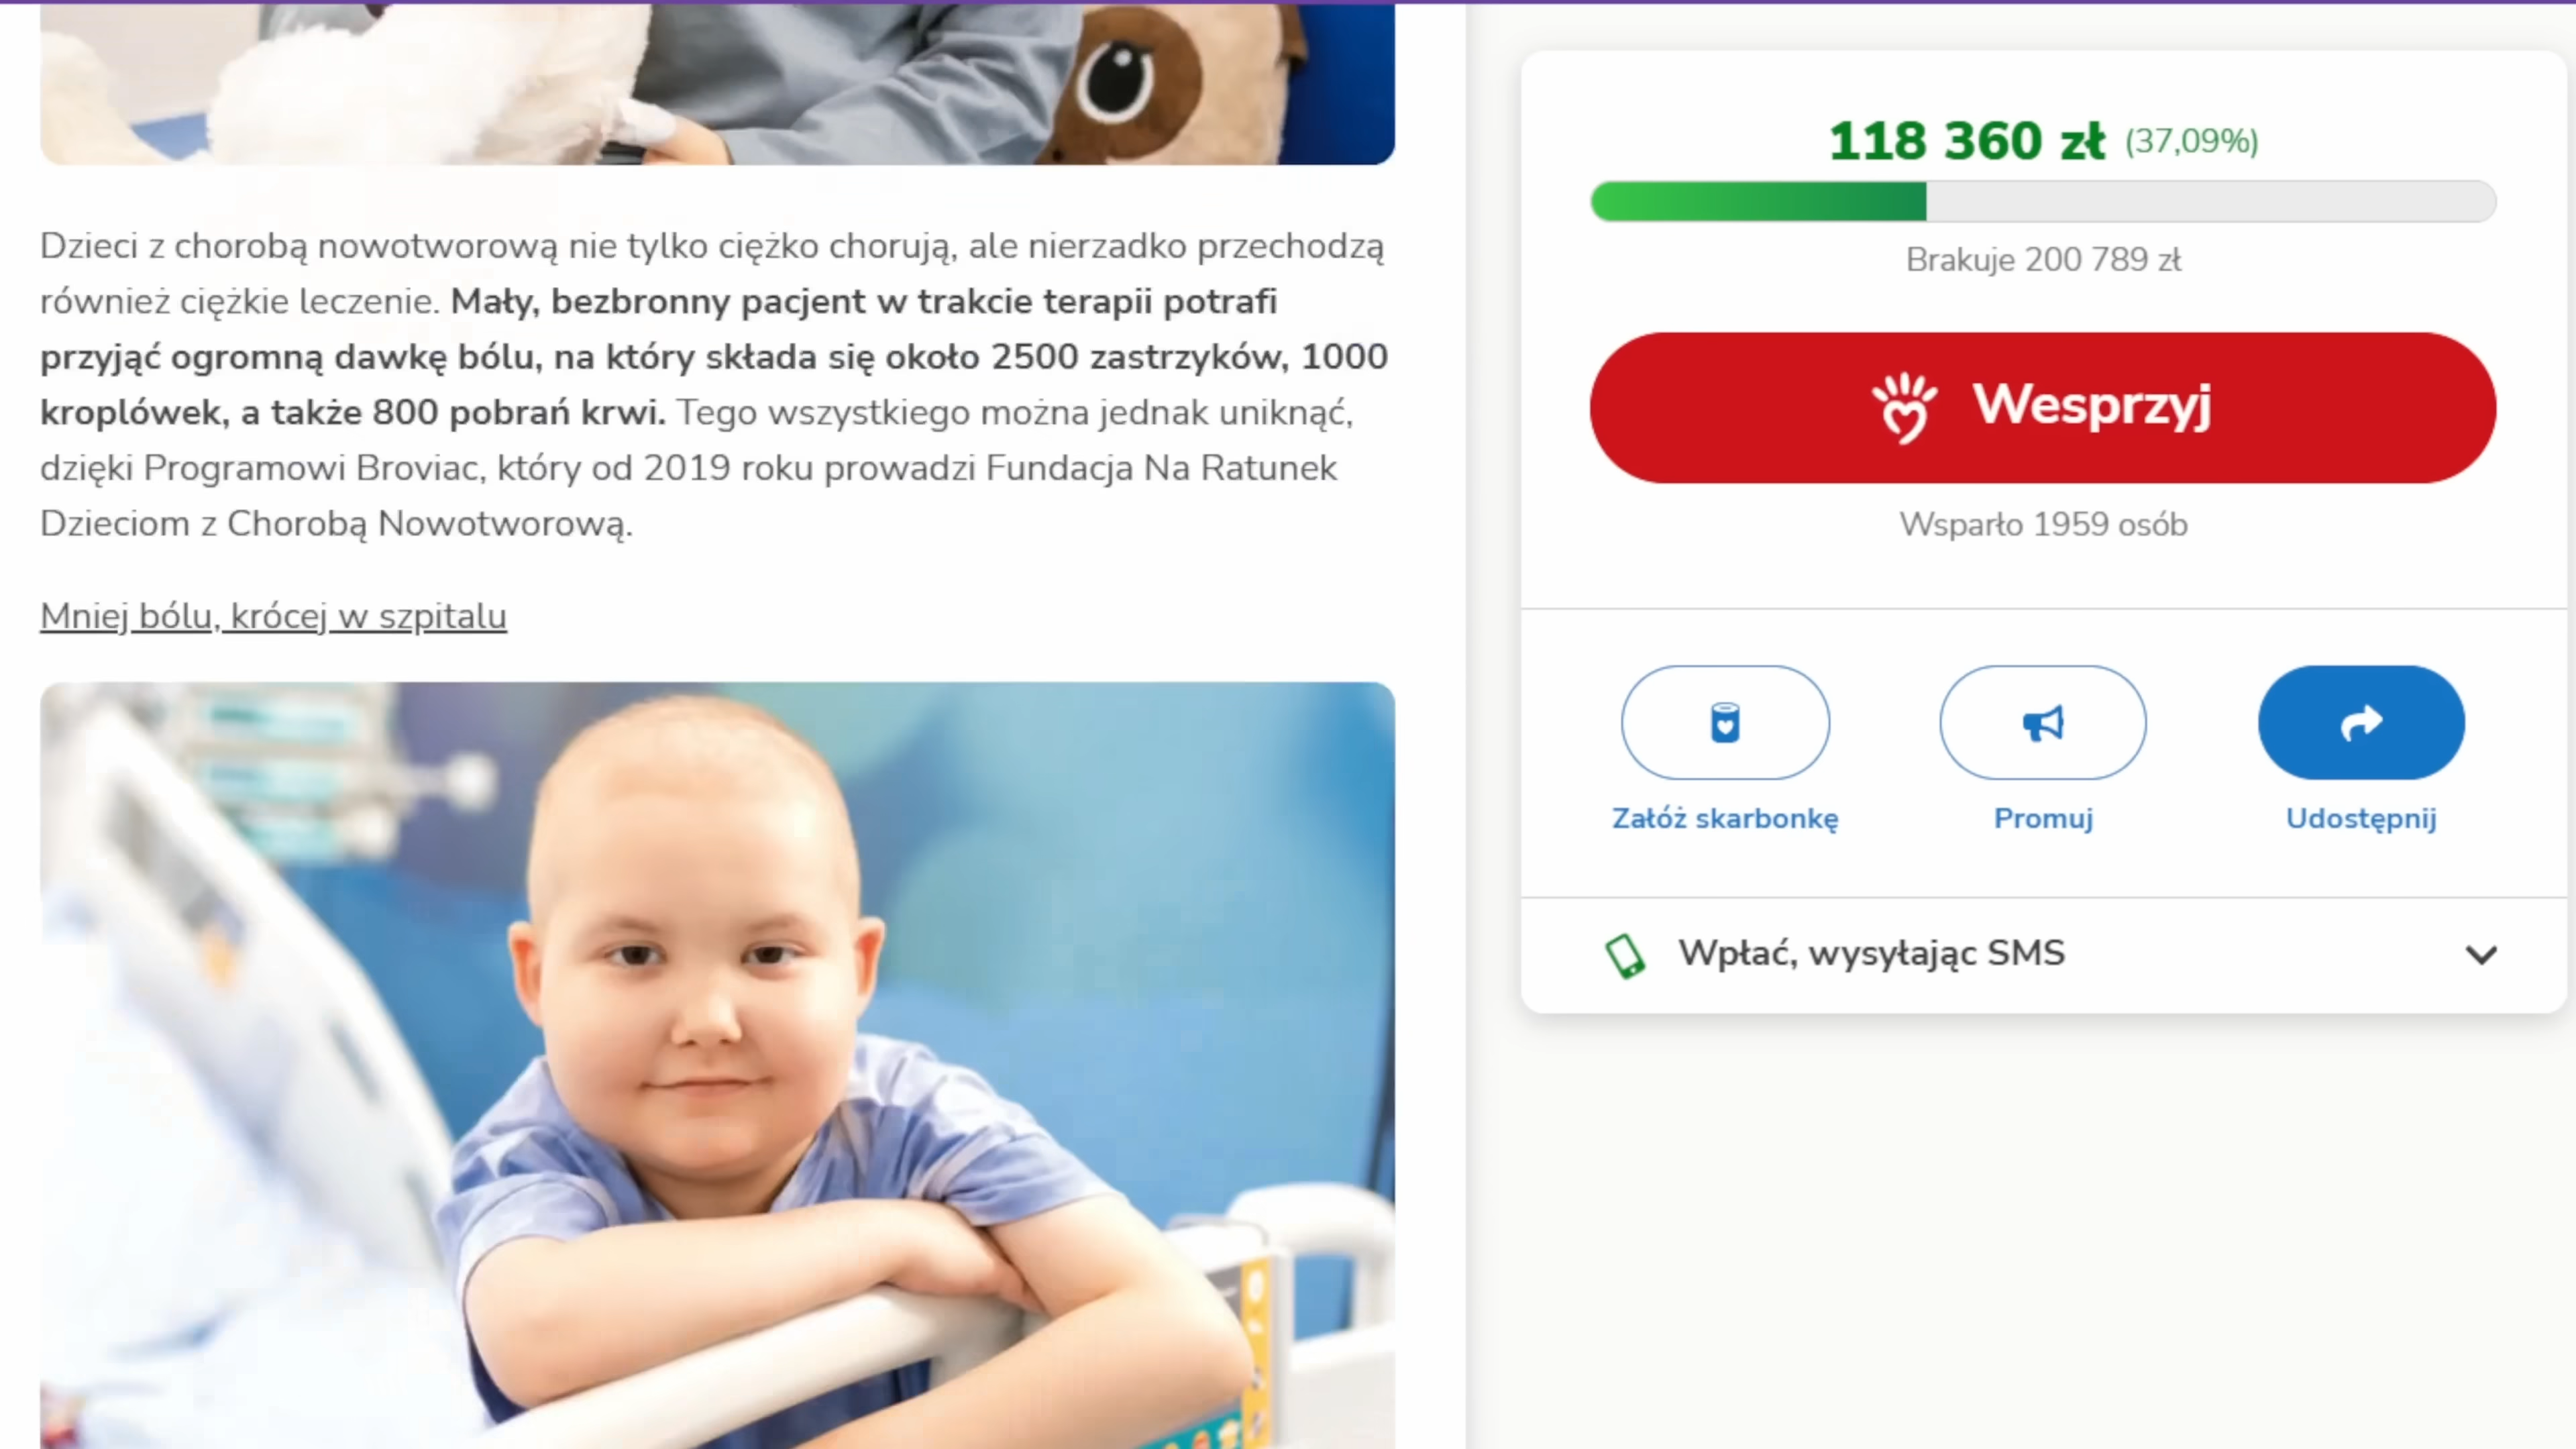 Dzieci z chorobą nowotworową nie tylko ciężko chorują, ale nierzadko przechodzą
również ciężkie leczenie. Mały, bezbronny pacjent w trakcie terapii potrafi
przyjąć ogromną dawkę bólu, na który składa się około 2500 zastrzyków, 1000
kroplówek, a także 800 pobrań krwi. Tego wszystkiego można jednak uniknąć,
dzięki Programowi Broviac, który od 2019 roku prowadzi Fundacja Na Ratunek
Dzieciom z Chorobą Nowotworową.
Mniej bólu, krócej w szpitalu
118 360 zł (37,09%)
Brakuje 200 789 zł
Wesprzyj
Wsparło 1959 osób
Załóż skarbonkę
Promuj
Udostępnij
Wpłać, wysyłając SMS